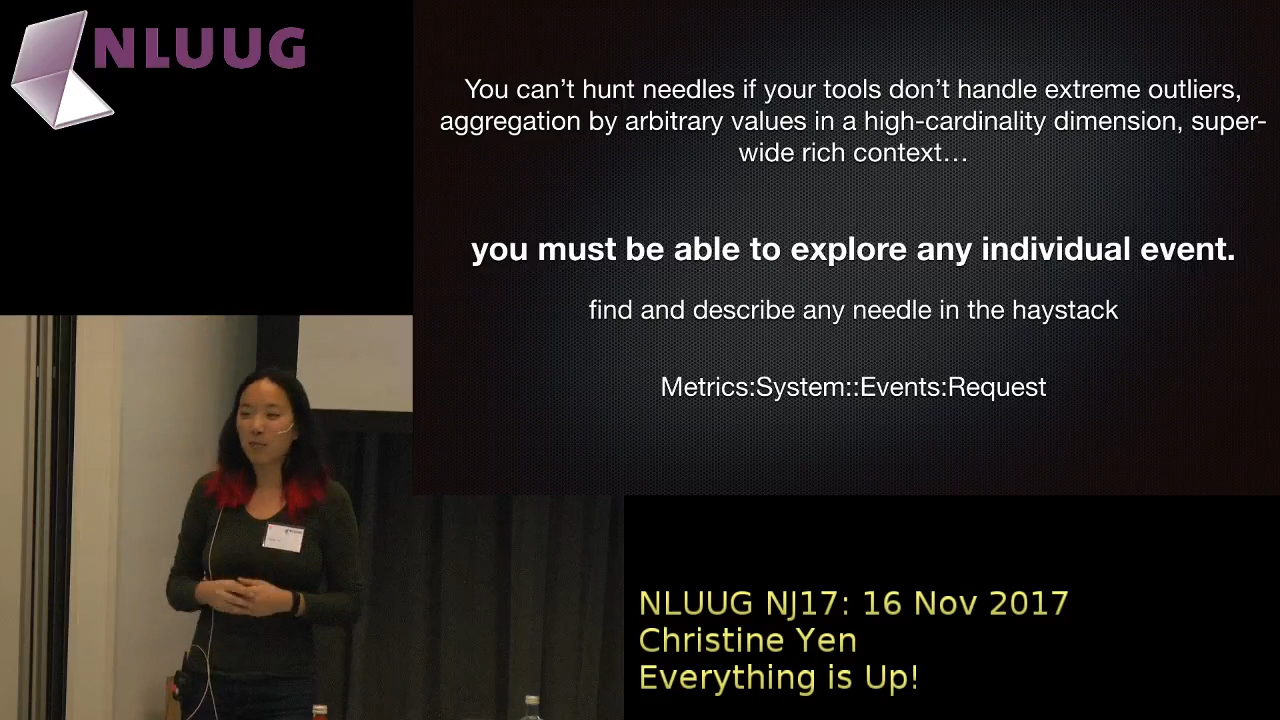 NLUUG
You can’t hunt needles if your tools don’t handle extreme outliers,
aggregation by arbitrary values in a high-cardinality dimension, super-
wide rich context…
you must be able to explore any individual event.
find and describe any needle in the haystack
Metrics:System::Events:Request
NLUUG NJ17: 16 Nov 2017
Christine Yen
Everything is Up!